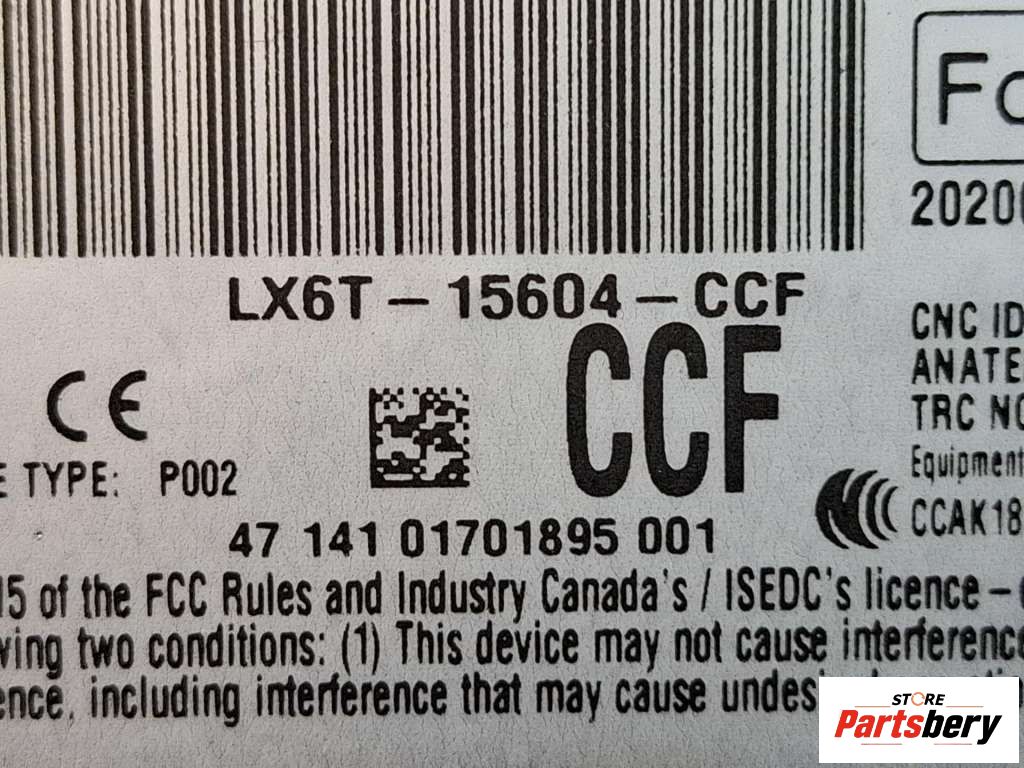 Fo
2020
LX6T-15604-CCF
CCF
CNC ID
ANATE
TRC NO
CE
E TYPE: P002
Equipment
CCAK18
47 141 01701895 001
15 of the FCC Rules and Industry Canada's / ISEDC's licence-
wing two conditions: (1) This device may not cause interference
ence, including interference that may cause undes
STORE
Partsbery